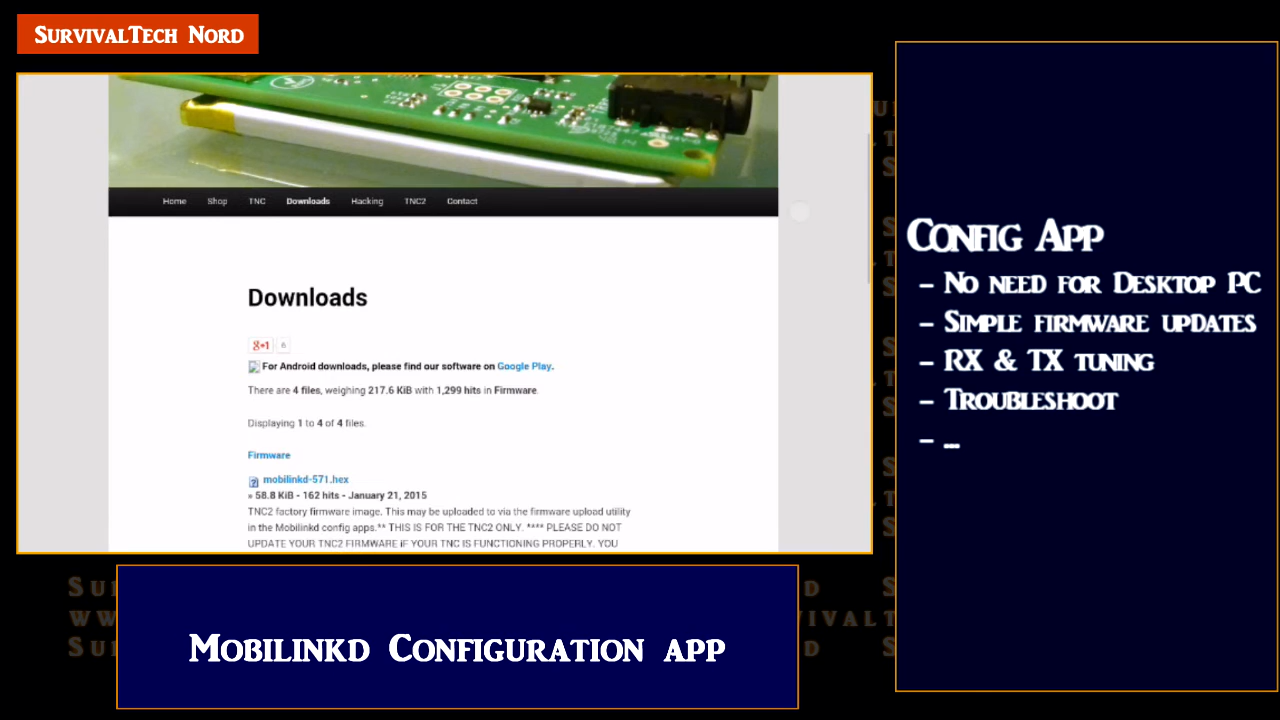 SurvivalTech Nord
Home Shop TNC Downloads Hacking TNC2 Contact
Downloads
g+1 6
For Android downloads, please find our software on Google Play.
There are 4 files, weighing 217.6 KiB with 1,299 hits in Firmware.
Displaying 1 to 4 of 4 files.
Firmware
mobilinkd-571.hex
» 58.8 KiB - 162 hits - January 21, 2015
TNC2 factory firmware image. This may be uploaded to via the firmware upload utility
in the Mobilinkd config apps.** THIS IS FOR THE TNC2 ONLY. **** PLEASE DO NOT
UPDATE YOUR TNC2 FIRMWARE IF YOUR TNC IS FUNCTIONING PROPERLY. YOU
Config App
– No need for Desktop PC
– Simple firmware updates
– RX & TX tuning
– Troubleshoot
– ...
Mobilinkd Configuration app